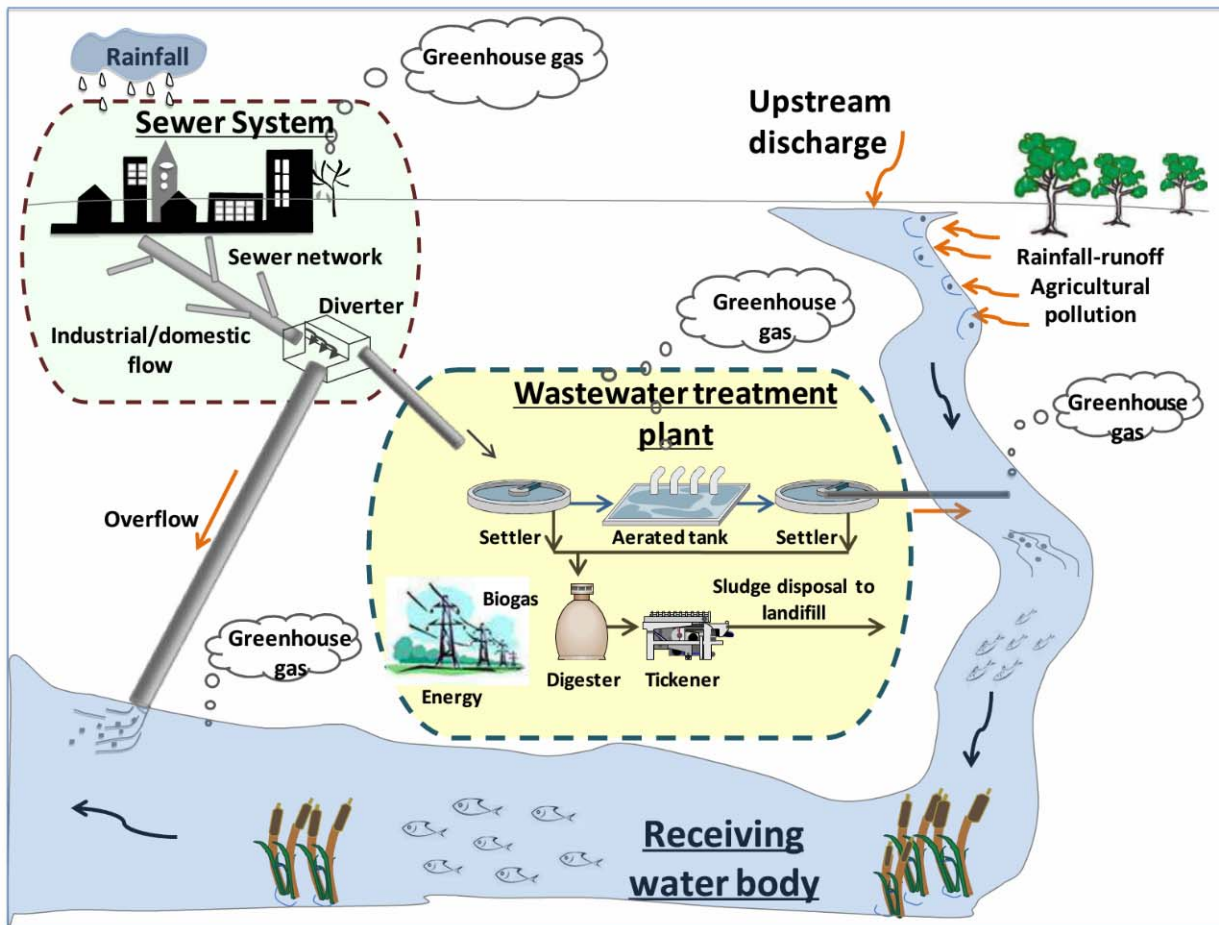 Rainfall
Greenhouse gas
Sewer System
Upstream
discharge
Sewer network
Rainfall-runoff
Agricultural
pollution
Diverter
Industrial/domestic
flow
Greenhouse
gas
Wastewater treatment
plant
Greenhouse
gas
Overflow
Settler
Aerated tank
Settler
Biogas
Sludge disposal to
landifill
Greenhouse
gas
Energy
Digester
Tickener
Receiving
water body